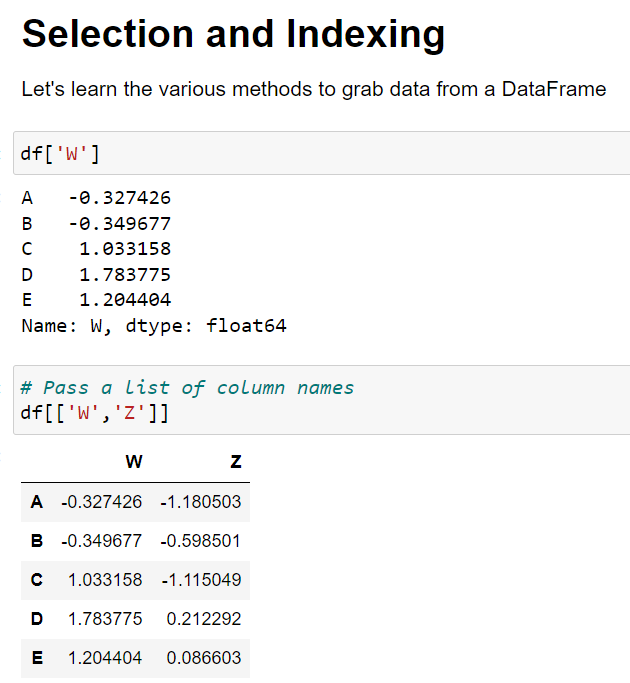 Selection and Indexing
Let's learn the various methods to grab data from a DataFrame
df['W']
A   -0.327426
B   -0.349677
C    1.033158
D    1.783775
E    1.204404
Name: W, dtype: float64
# Pass a list of column names
df[['W','Z']]
W Z
A -0.327426 -1.180503
B -0.349677 -0.598501
C 1.033158 -1.115049
D 1.783775 0.212292
E 1.204404 0.086603